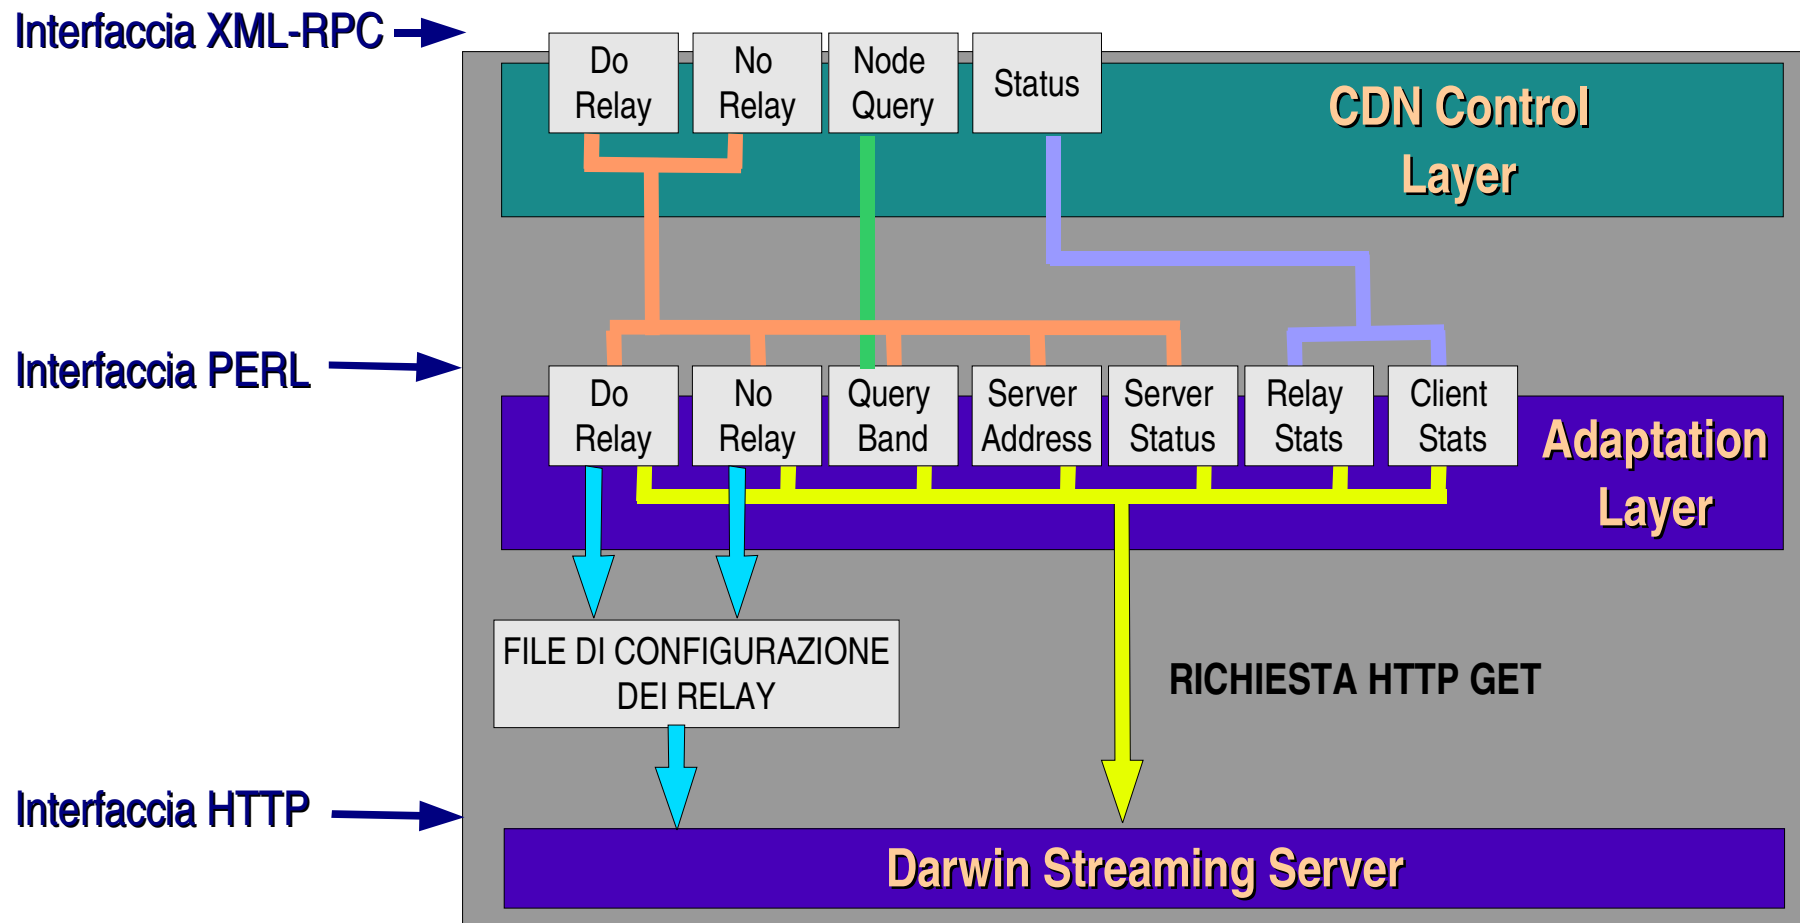 Interfaccia XML-RPC
Do
Relay
No
Relay
Node
Query
Status
CDN Control
Layer
Interfaccia PERL
Do
Relay
No
Relay
Query
Band
Server
Address
Server
Status
Relay
Stats
Client
Stats
Adaptation
Layer
FILE DI CONFIGURAZIONE
DEI RELAY
RICHIESTA HTTP GET
Interfaccia HTTP
Darwin Streaming Server